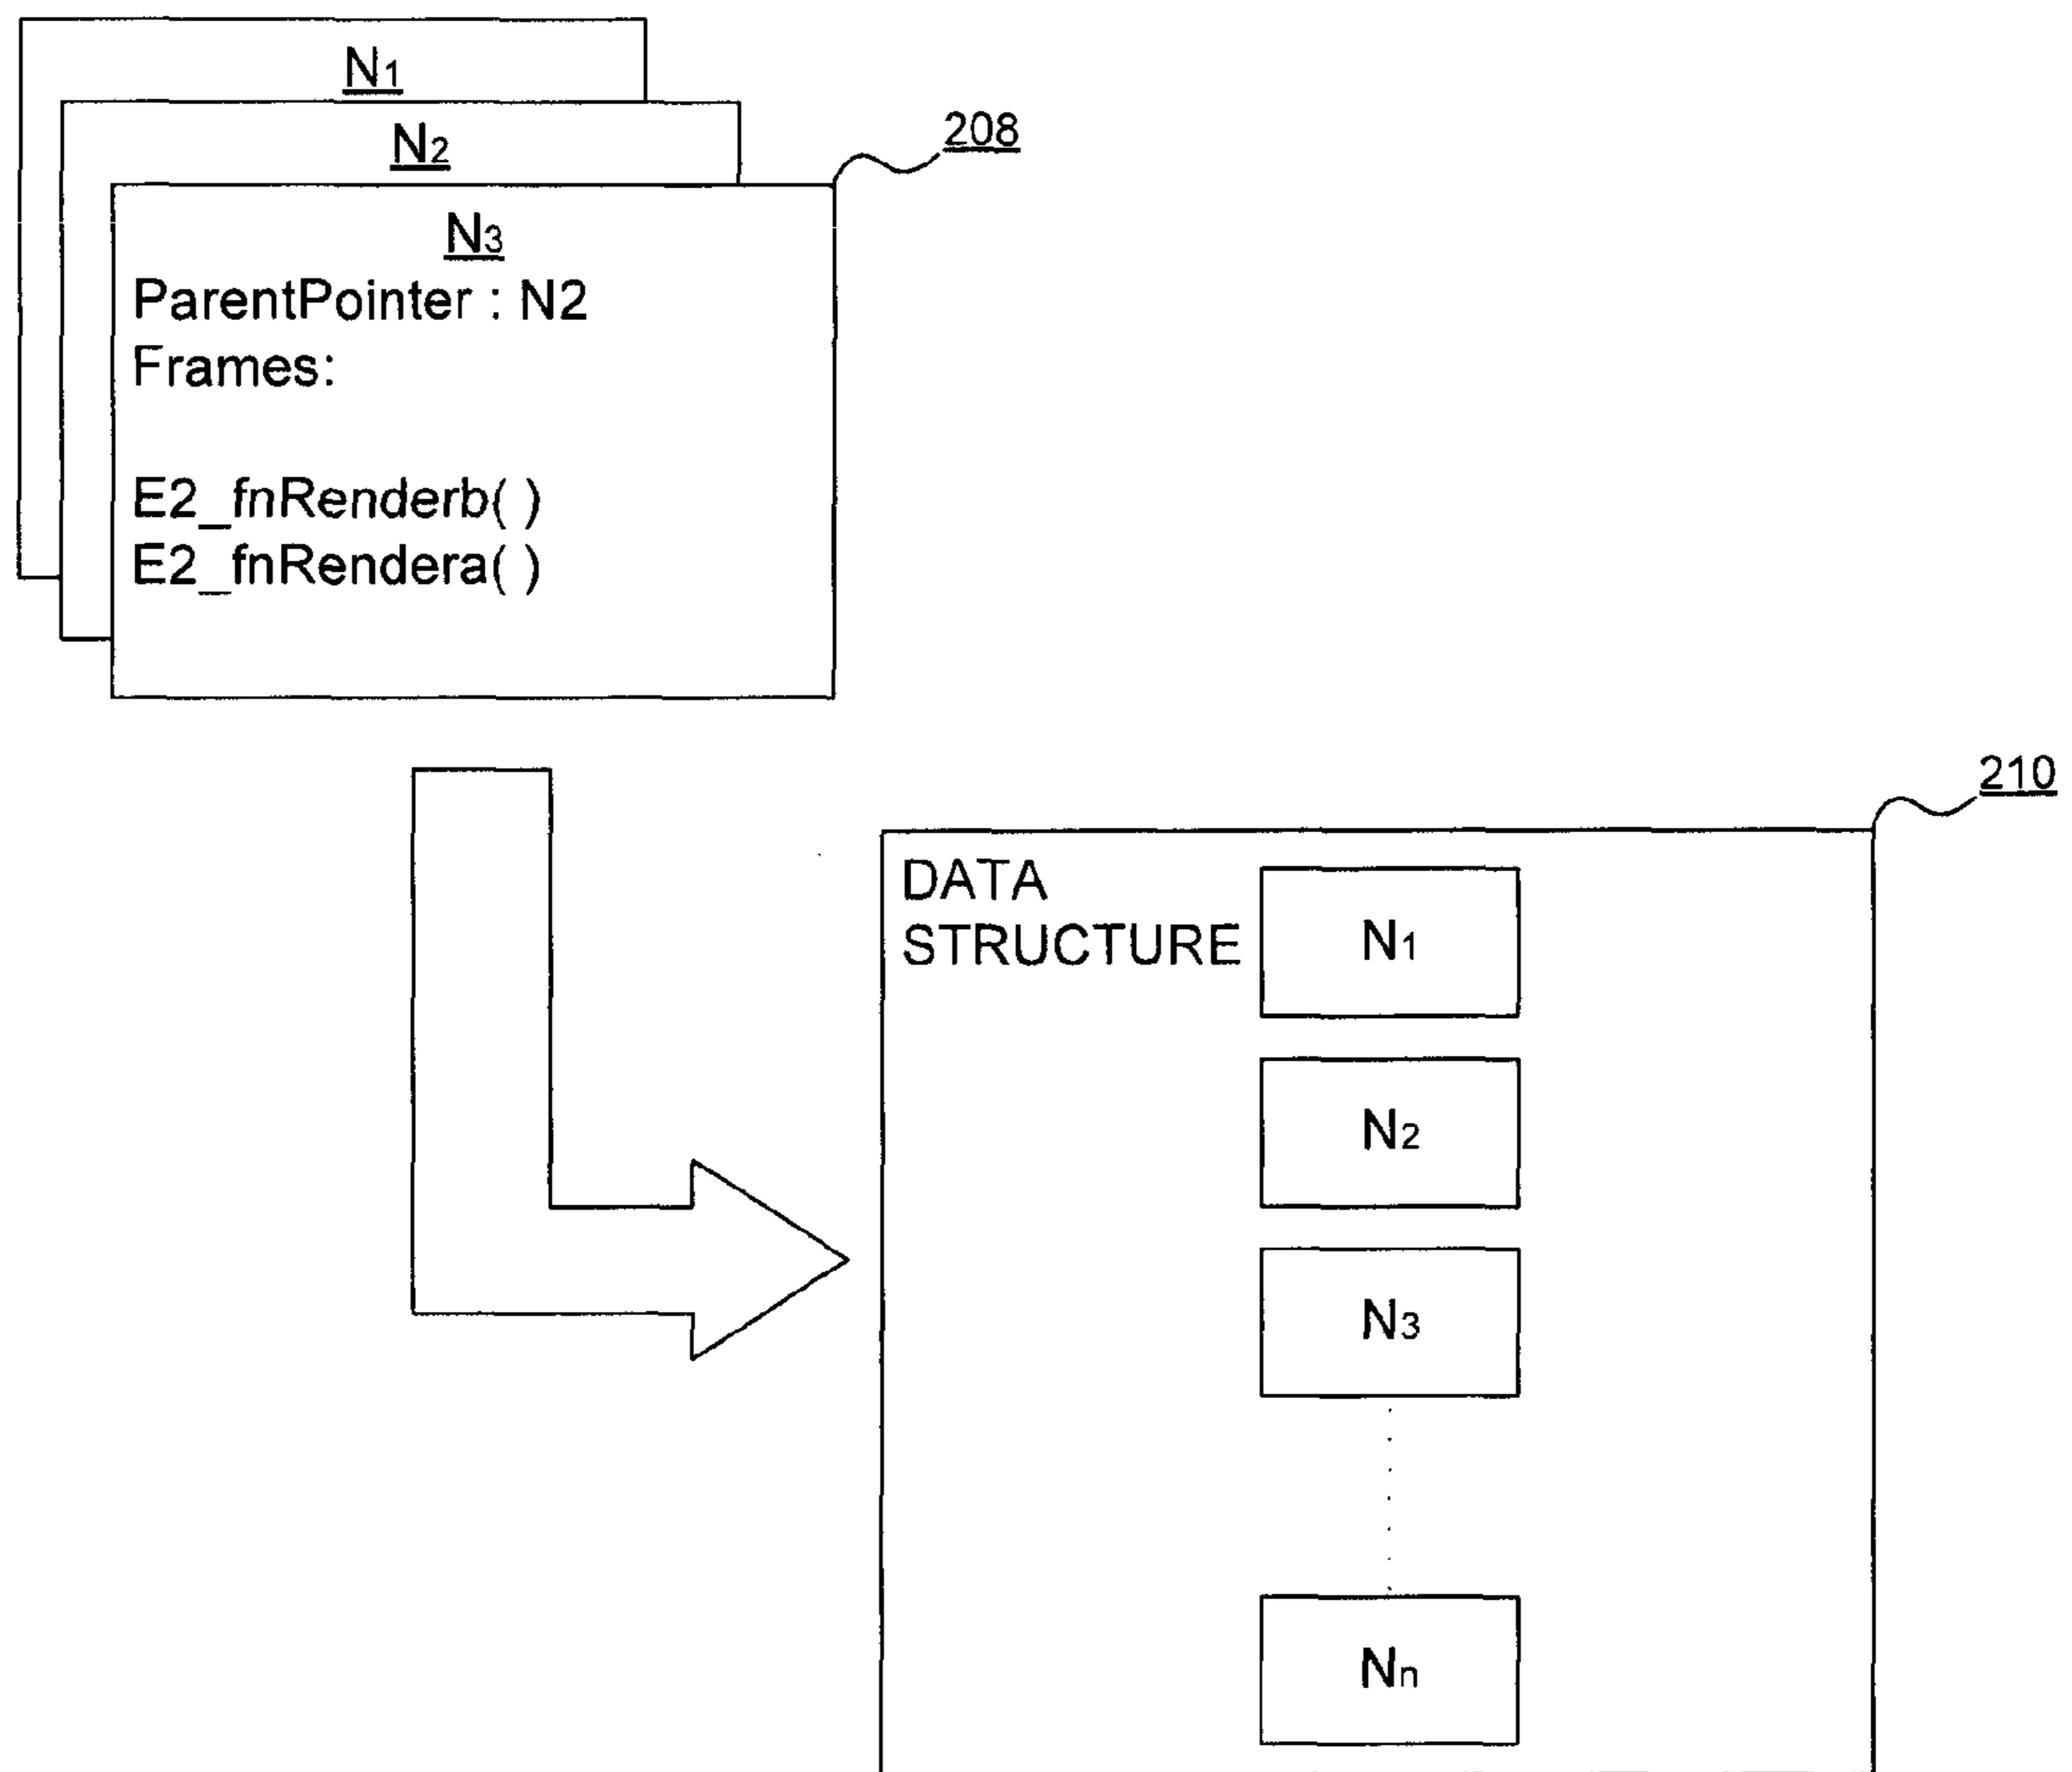 N1
N2
208
N3
ParentPointer : N2
Frames:
E2_fnRenderb( )
E2_fnRendera( )
210
DATA
STRUCTURE
N1
N2
N3
Nn